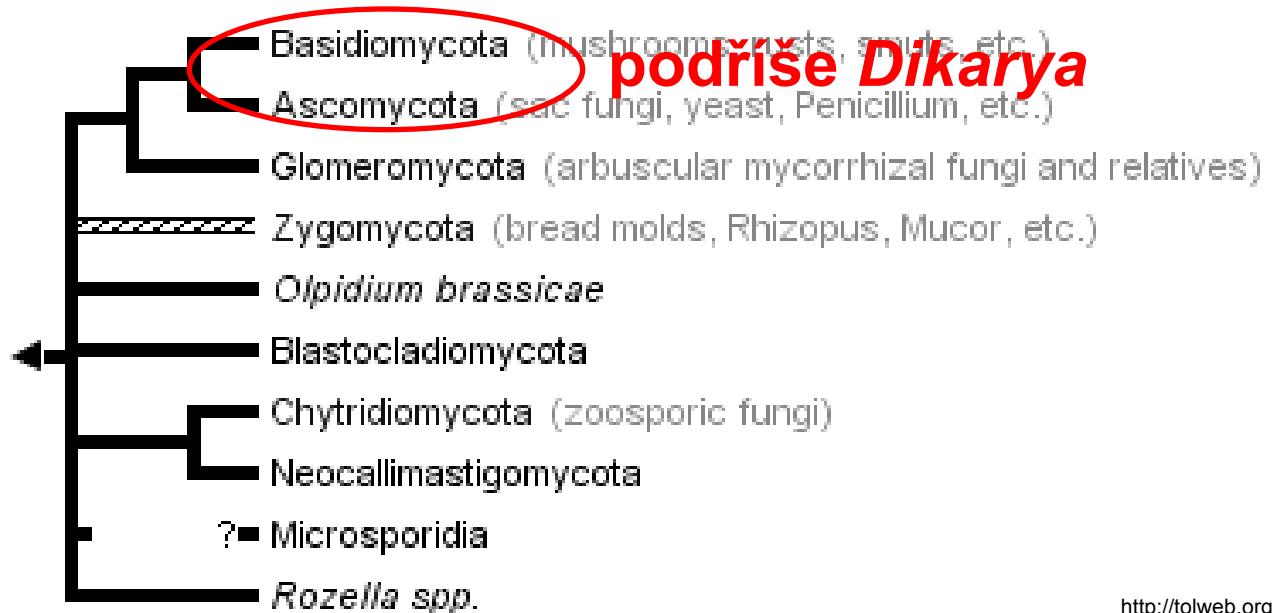 Basidiomycota (mushrooms, rusts, smuts, etc.)
podříše Dikarya
Ascomycota (sac fungi, yeast, Penicillium, etc.)
Glomeromycota (arbuscular mycorrhizal fungi and relatives)
Zygomycota (bread molds, Rhizopus, Mucor, etc.)
Olpidium brassicae
Blastocladiomycota
Chytridiomycota (zoosporic fungi)
Neocallimastigomycota
? Microsporidia
Rozella spp.
http://tolweb.org